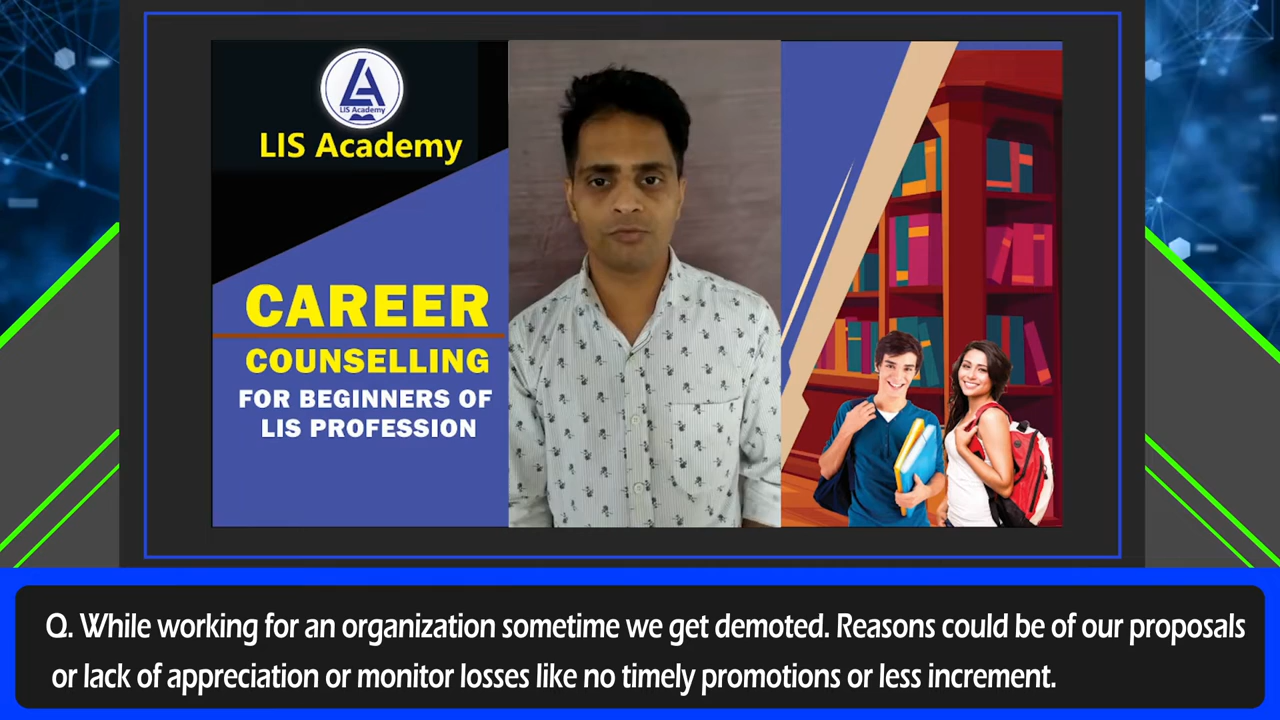 LIS Academy
LIS Academy
CAREER
COUNSELLING
FOR BEGINNERS OF
LIS PROFESSION
Q. While working for an organization sometime we get demoted. Reasons could be of our proposals
or lack of appreciation or monitor losses like no timely promotions or less increment.